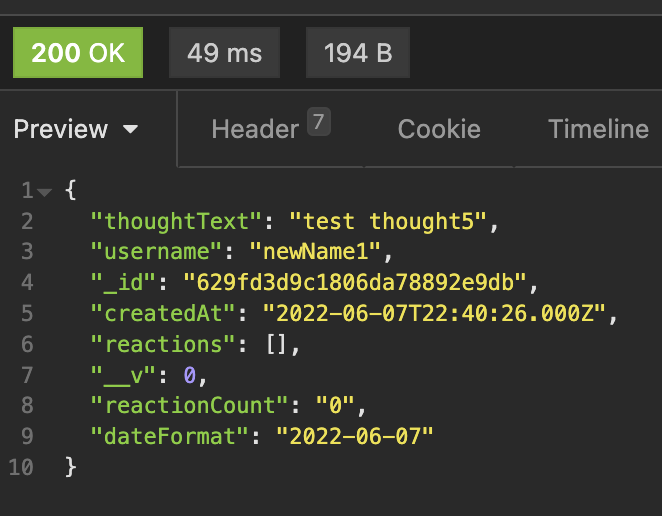 200 OK 49 ms 194 B
Preview Header 7 Cookie Timeline
1 {
2 "thoughtText": "test thought5",
3 "username": "newName1",
4 "_id": "629fd3d9c1806da78892e9db",
5 "createdAt": "2022-06-07T22:40:26.000Z",
6 "reactions": [],
7 "__v": 0,
8 "reactionCount": "0",
9 "dateFormat": "2022-06-07"
10 }